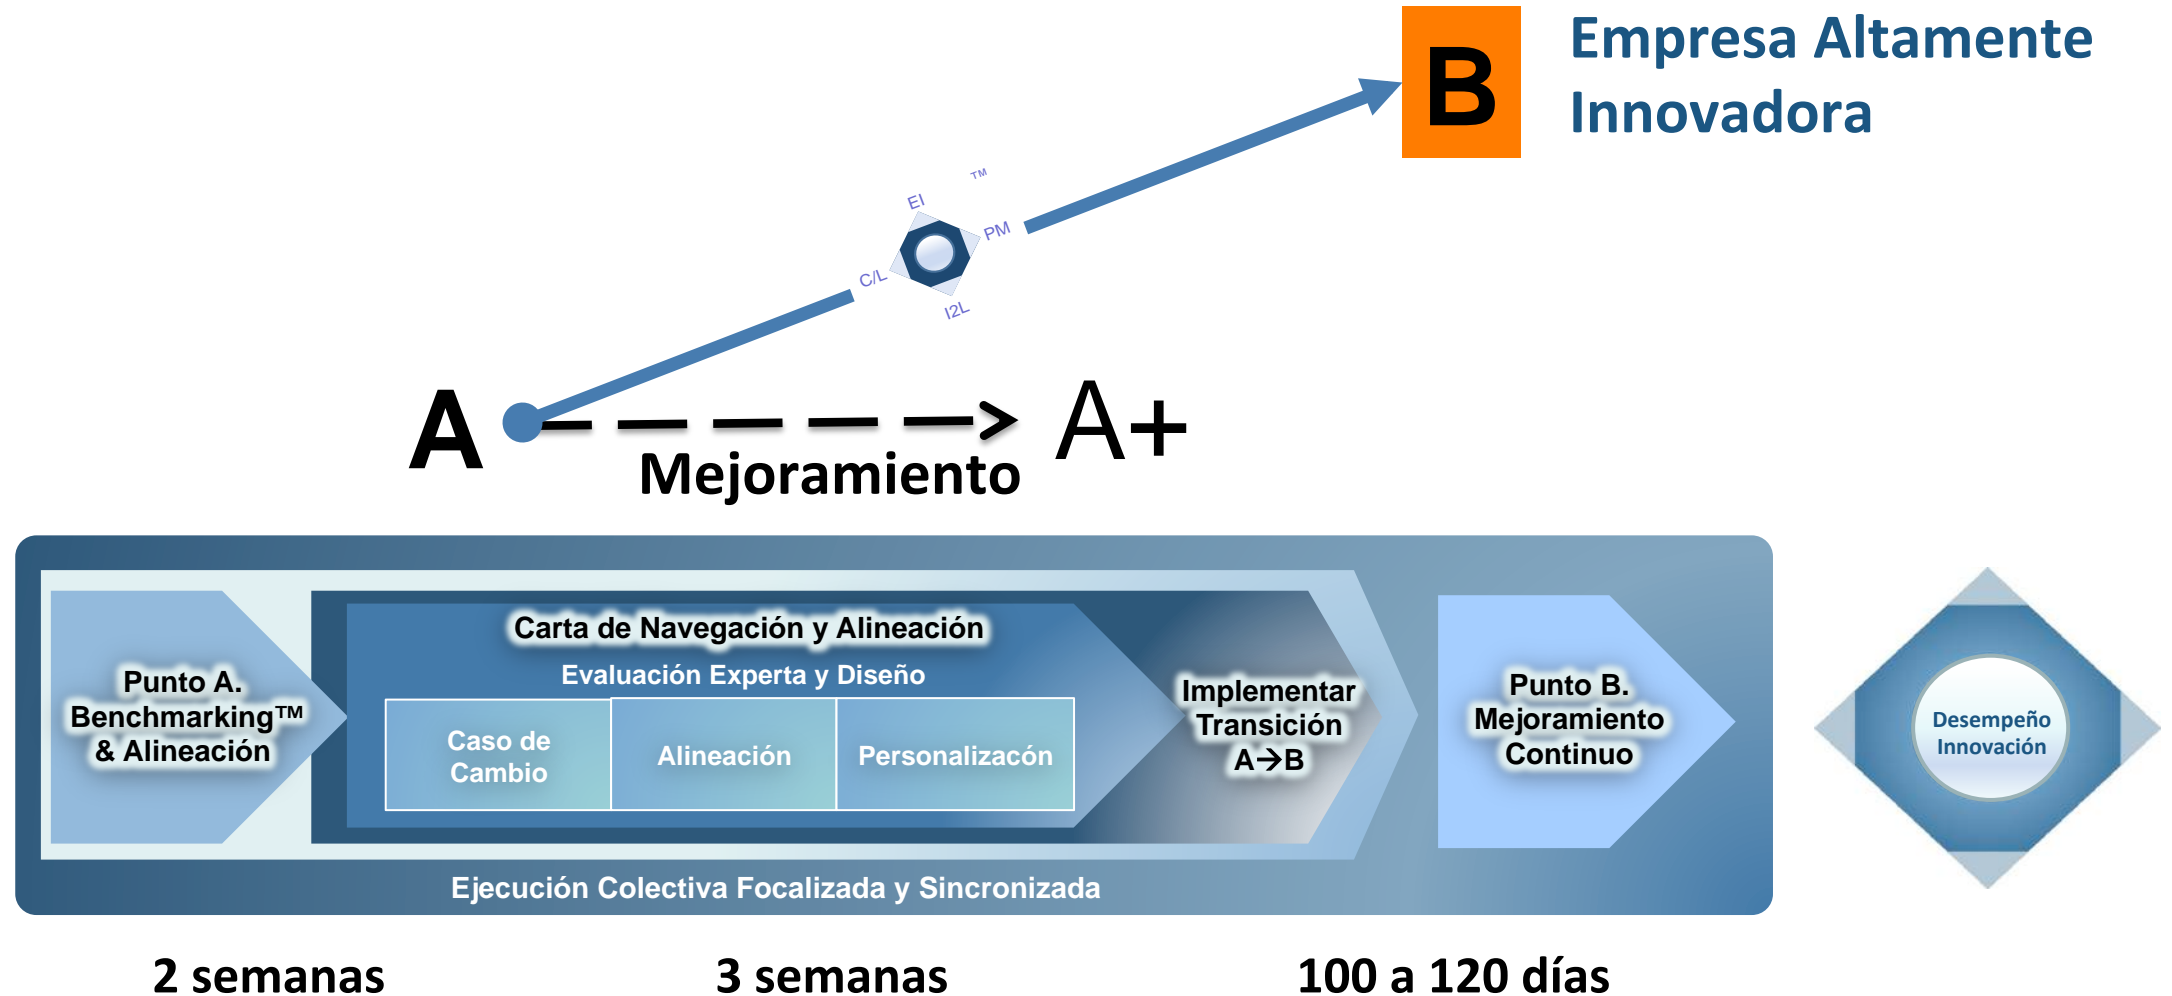 B
Empresa Altamente
Innovadora
™
EI
PM
C/L
I2L
A
A+
Mejoramiento
Carta de Navegación y Alineación
Evaluación Experta y Diseño
Punto A.
Benchmarking™
& Alineación
Caso de
Cambio
Alineación
Personalizacón
Implementar
Transición
A→B
Punto B.
Mejoramiento
Continuo
Desempeño
Innovación
Ejecución Colectiva Focalizada y Sincronizada
2 semanas
3 semanas
100 a 120 días